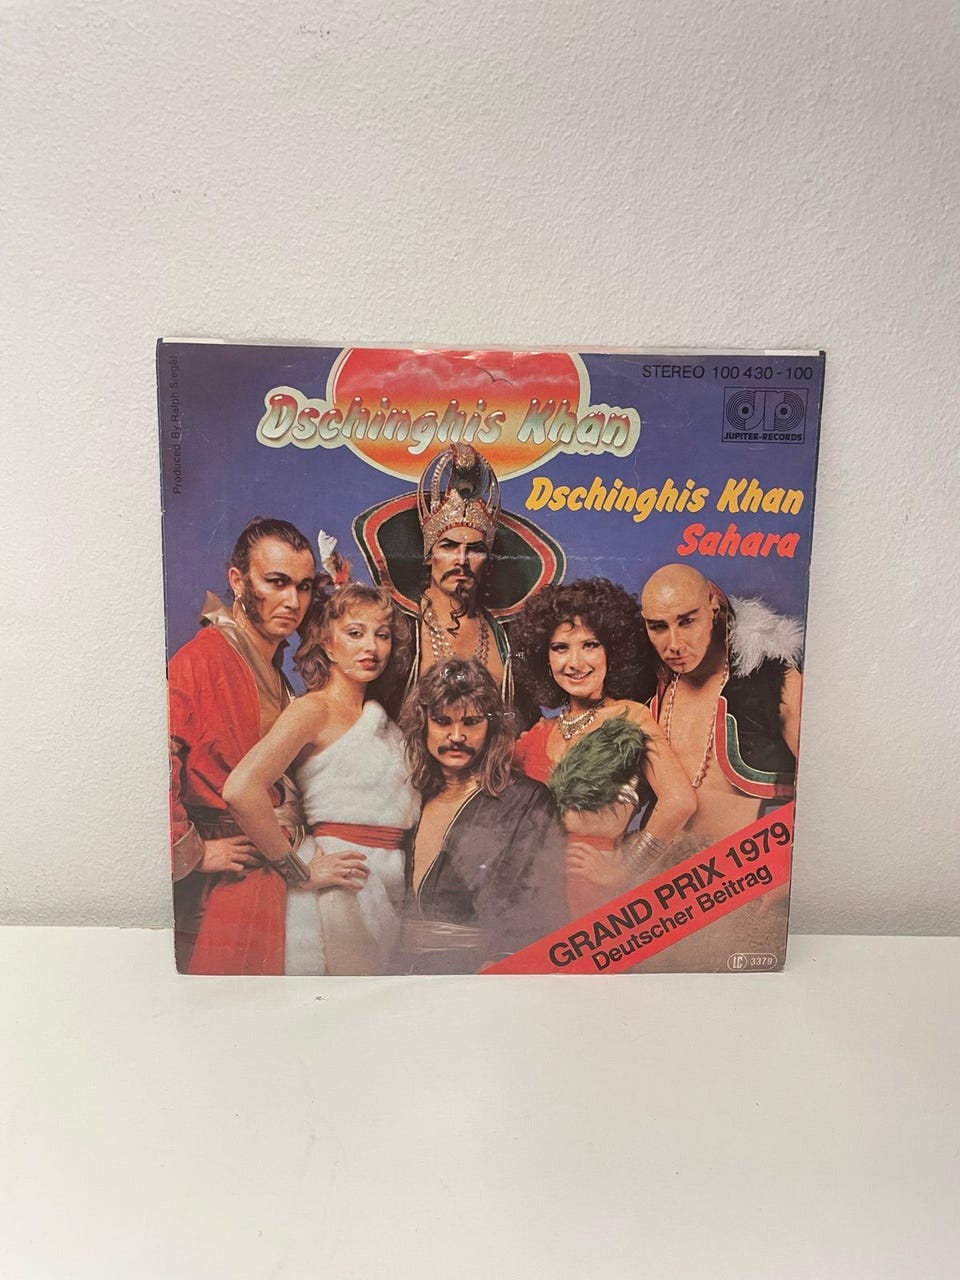 Produced By Ralph Siegel
Dschinghis Khan
STEREO 100 430 - 100
JUPITER-RECORDS
Dschinghis Khan
Sahara
GRAND PRIX 1979
Deutscher Beitrag
LC 3379